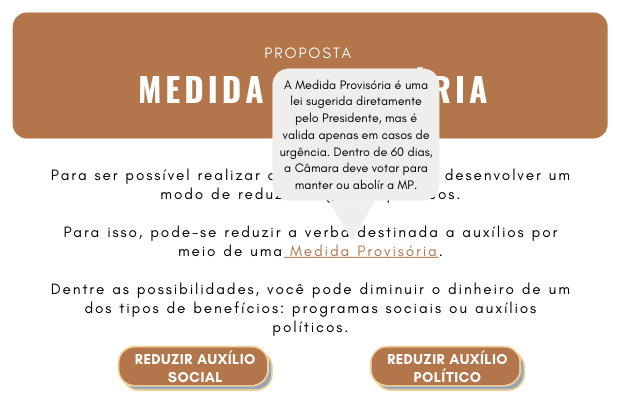 PROPOSTA
MEDIDA RIA
A Medida Provisória é uma
lei sugerida diretamente
pelo Presidente, mas é
valida apenas em casos de
urgência. Dentro de 60 dias,
a Câmara deve votar para
manter ou abolír a MP.
Para ser possível realizar desenvolver um
modo de
Para isso, pode-se reduzir a verba destinada a auxílios por
meio de uma Medida Provisória.
Dentre as possibilidades, você pode diminuir o dinheiro de um
dos tipos de benefícios: programas sociais ou auxílios
políticos.
REDUZIR AUXÍLIO
SOCIAL
REDUZIR AUXÍLIO
POLÍTICO